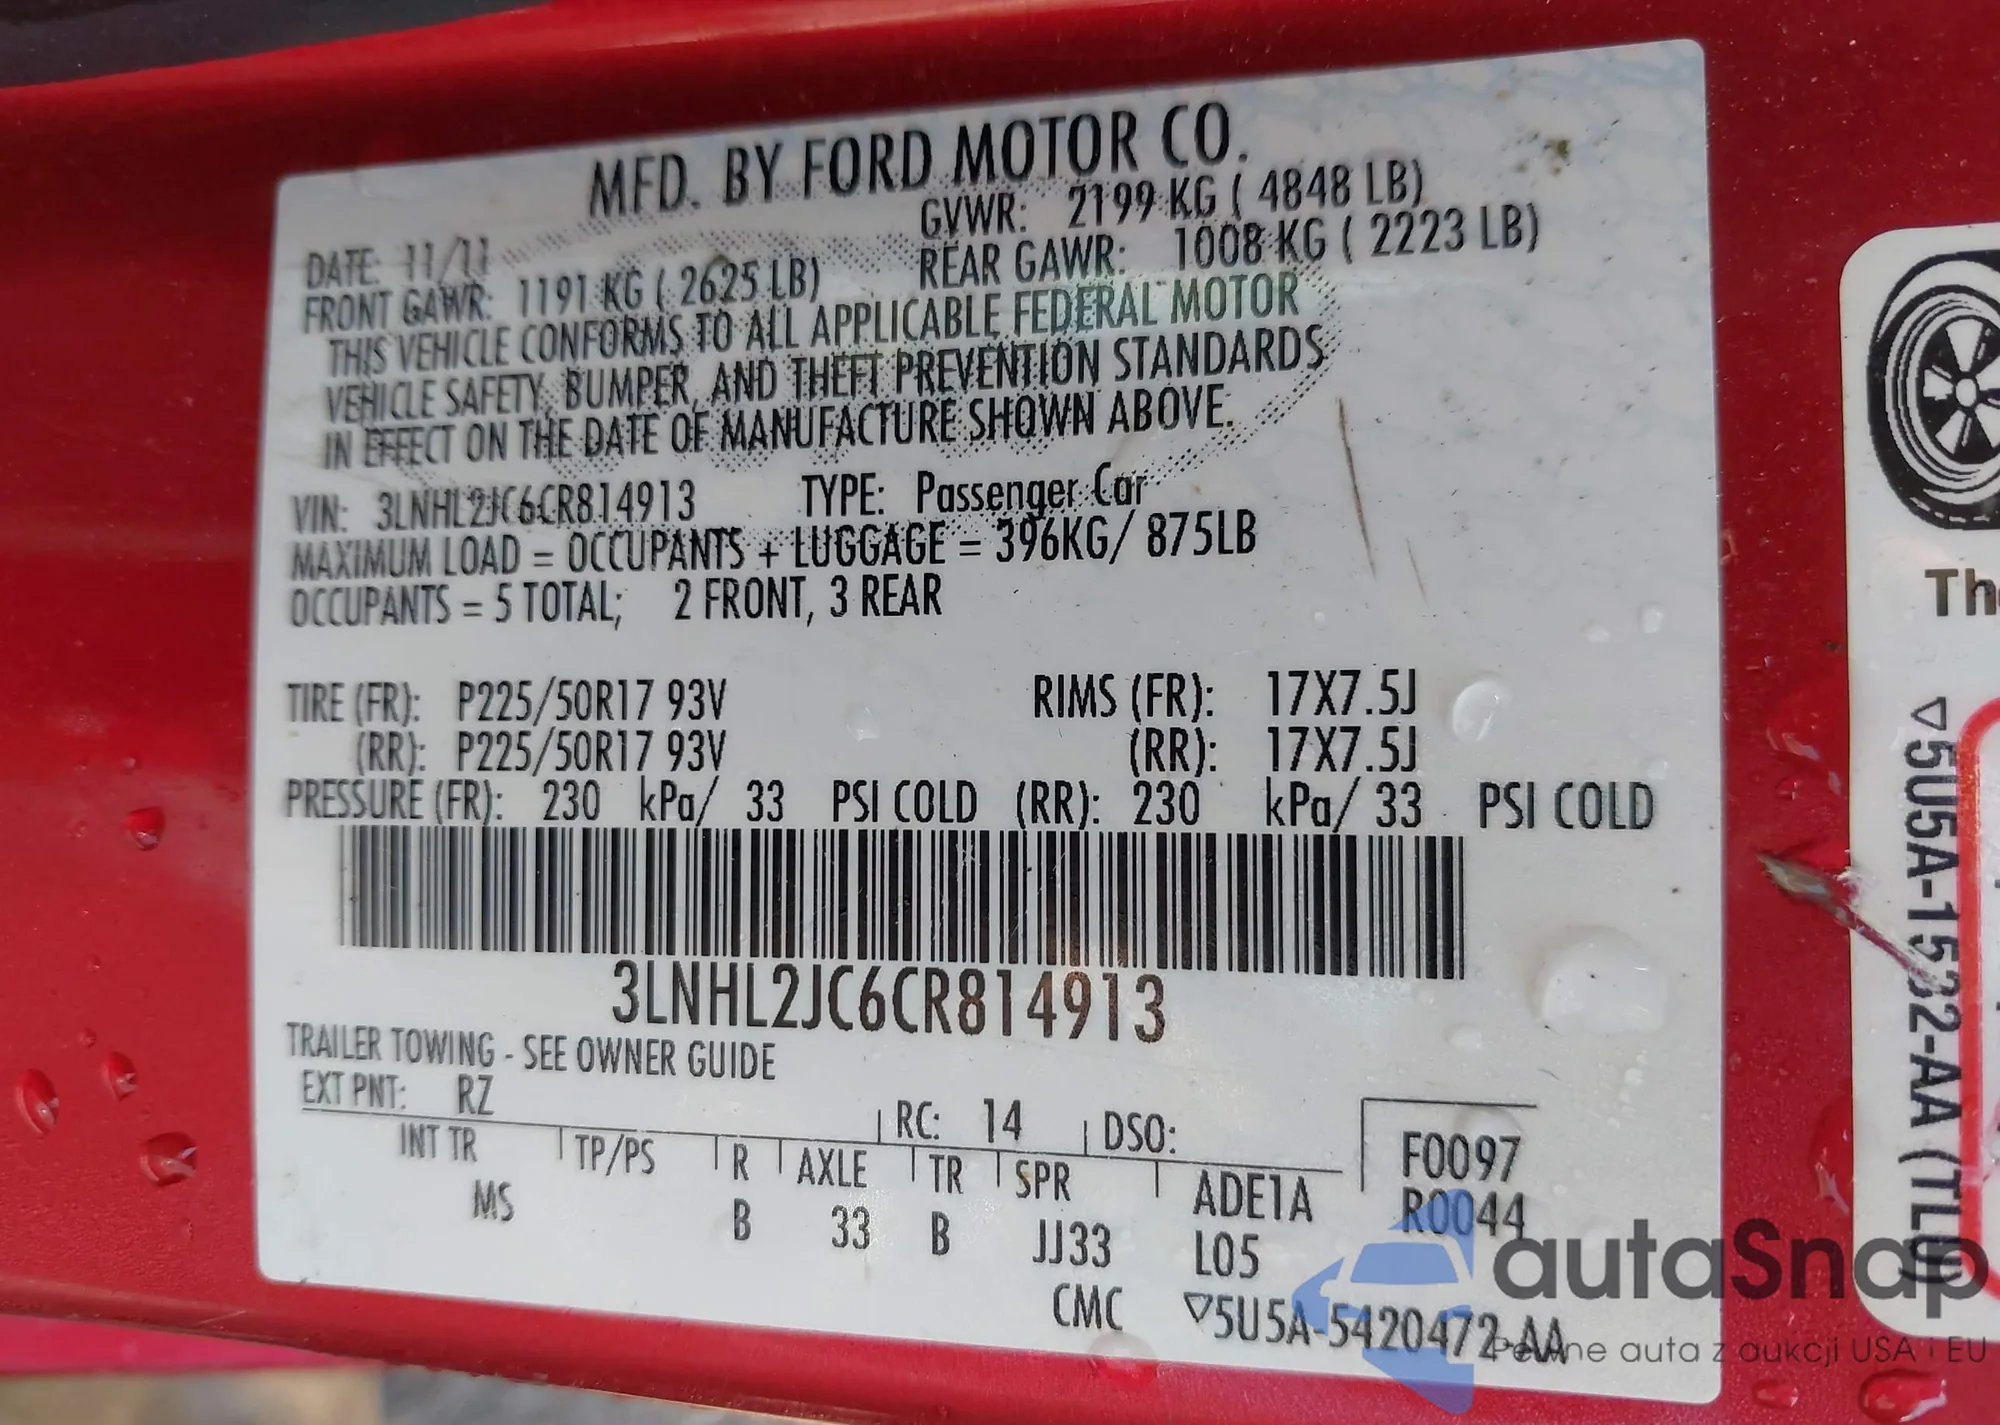 MFD. BY FORD MOTOR CO.
DATE: 11/11 GVWR: 2199 KG ( 4848 LB)
FRONT GAWR: 1191 KG ( 2625 LB) REAR GAWR: 1008 KG ( 2223 LB)
THIS VEHICLE CONFORMS TO ALL APPLICABLE FEDERAL MOTOR
VEHICLE SAFETY, BUMPER, AND THEFT PREVENTION STANDARDS
IN EFFECT ON THE DATE OF MANUFACTURE SHOWN ABOVE.
VIN: 3LNHL2JC6CR814913 TYPE: Passenger Car
MAXIMUM LOAD = OCCUPANTS + LUGGAGE = 396KG/ 875LB
OCCUPANTS = 5 TOTAL; 2 FRONT, 3 REAR
TIRE (FR): P225/50R17 93V RIMS (FR): 17X7.5J
(RR): P225/50R17 93V (RR): 17X7.5J
PRESSURE (FR): 230 kPa/ 33 PSI COLD (RR): 230 kPa/ 33 PSI COLD
3LNHL2JC6CR814913
TRAILER TOWING - SEE OWNER GUIDE
EXT PNT: RZ RC: 14 DSO: F0097
INT TR TP/PS R AXLE TR SPR ADE1A R0044
MS B 33 B JJ33 L05
CMC ▽5U5A-5420472-AA
The
▽5U5A-1532-AA (TLU)
autaSnap
Pewne auta z aukcji USA i EU